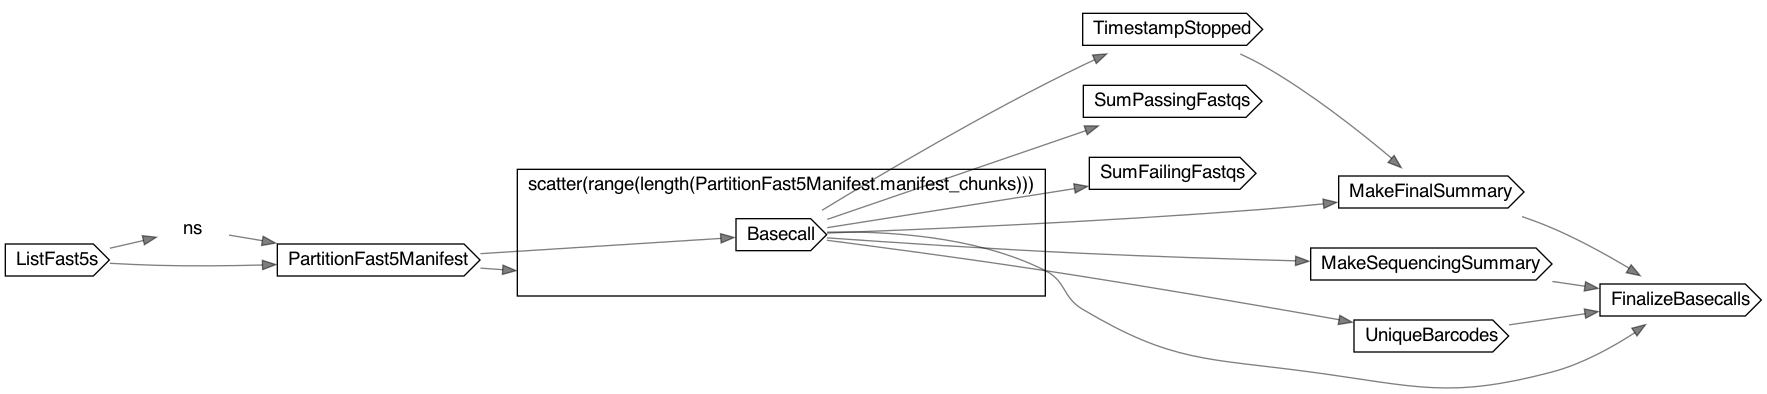 TimestampStopped
SumPassingFastqs
SumFailingFastqs
scatter(range(length(PartitionFast5Manifest.manifest_chunks)))
MakeFinalSummary
ns
Basecall
ListFast5s
PartitionFast5Manifest
MakeSequencingSummary
FinalizeBasecalls
UniqueBarcodes